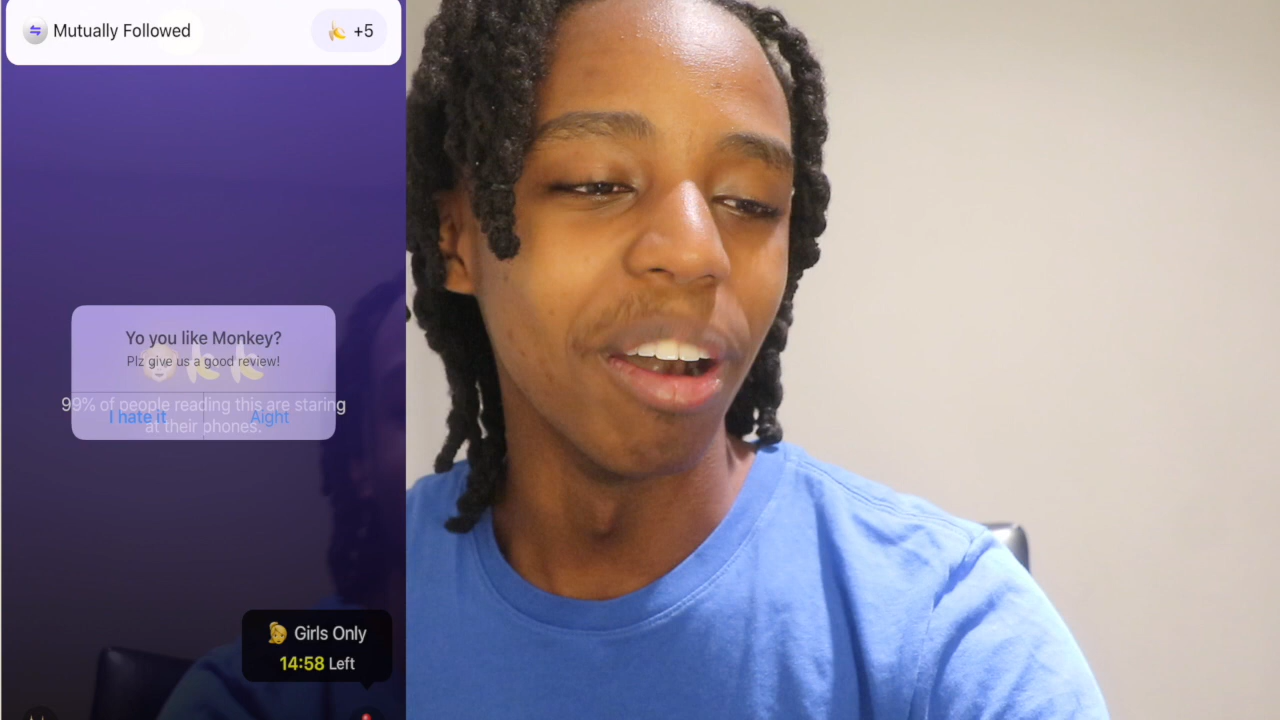 Mutually Followed
+5
Yo you like Monkey?
Plz give us a good review!
99% of people reading this are staring
I hate it
Aight
at their phones.
Girls Only
14:58 Left